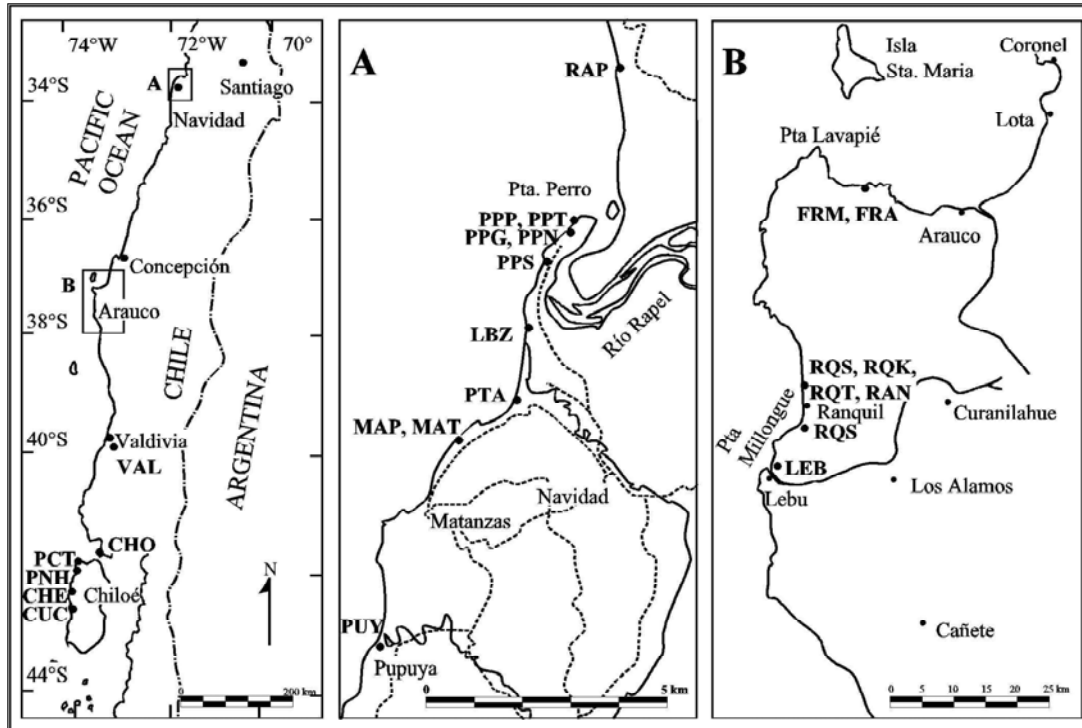 74°W
72°W
70°
34°S
A
Santiago
Navidad
PACIFIC
OCEAN
36°S
Concepción
B
Arauco
38°S
CHILE
ARGENTINA
40°S
Valdivia
VAL
CHO
PCT
PNH
CHE
Chiloé
CUC
N
44°S
0
200 km
A
RAP
Pta. Perro
PPP, PPT
PPG, PPN
PPS
Río Rapel
LBZ
PTA
MAP, MAT
Navidad
Matanzas
PUY
Pupuya
0
5 km
B
Isla
Sta. Maria
Coronel
Lota
Pta Lavapié
FRM, FRA
Arauco
RQS, RQK,
RQT, RAN
Ranquil
Curanilahue
RQS
Pta
Millongue
LEB
Lebu
Los Alamos
Cañete
0
5
10
15
20
25
km